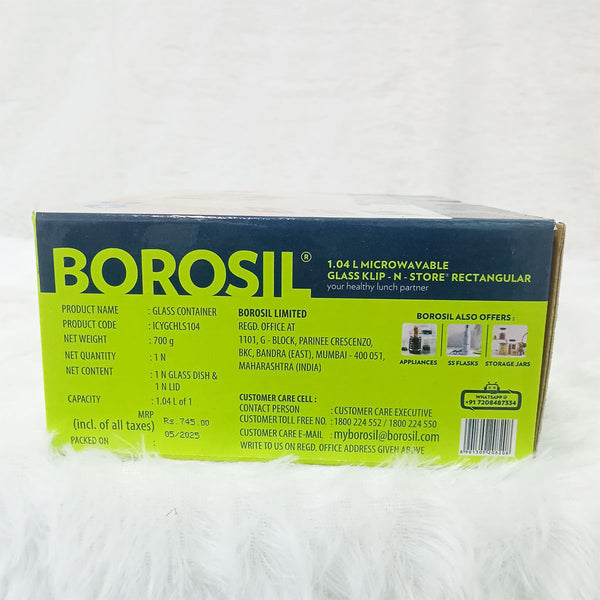 BOROSIL®
1.04 L MICROWAVABLE
GLASS KLIP - N - STORE® RECTANGULAR
your healthy lunch partner
PRODUCT NAME : GLASS CONTAINER
PRODUCT CODE : ICYGCHLS104
NET WEIGHT : 700 g
NET QUANTITY : 1 N
NET CONTENT : 1 N GLASS DISH &
1 N LID
CAPACITY : 1.04 L of 1
MRP
(incl. of all taxes) Rs.745.00
PACKED ON : 05/2025
BOROSIL LIMITED
REGD. OFFICE AT
1101, G - BLOCK, PARINEE CRESCENZO,
BKC, BANDRA (EAST), MUMBAI - 400 051,
MAHARASHTRA (INDIA)
CUSTOMER CARE CELL :
CONTACT PERSON : CUSTOMER CARE EXECUTIVE
CUSTOMER TOLL FREE NO. : 1800 224 552 / 1800 224 550
CUSTOMER CARE E-MAIL : myborosil@borosil.com
WRITE TO US ON REGD. OFFICE ADDRESS GIVEN ABOVE
BOROSIL ALSO OFFERS :
APPLIANCES SS FLASKS STORAGE JARS
WHATSAPP @
+91 7208487334